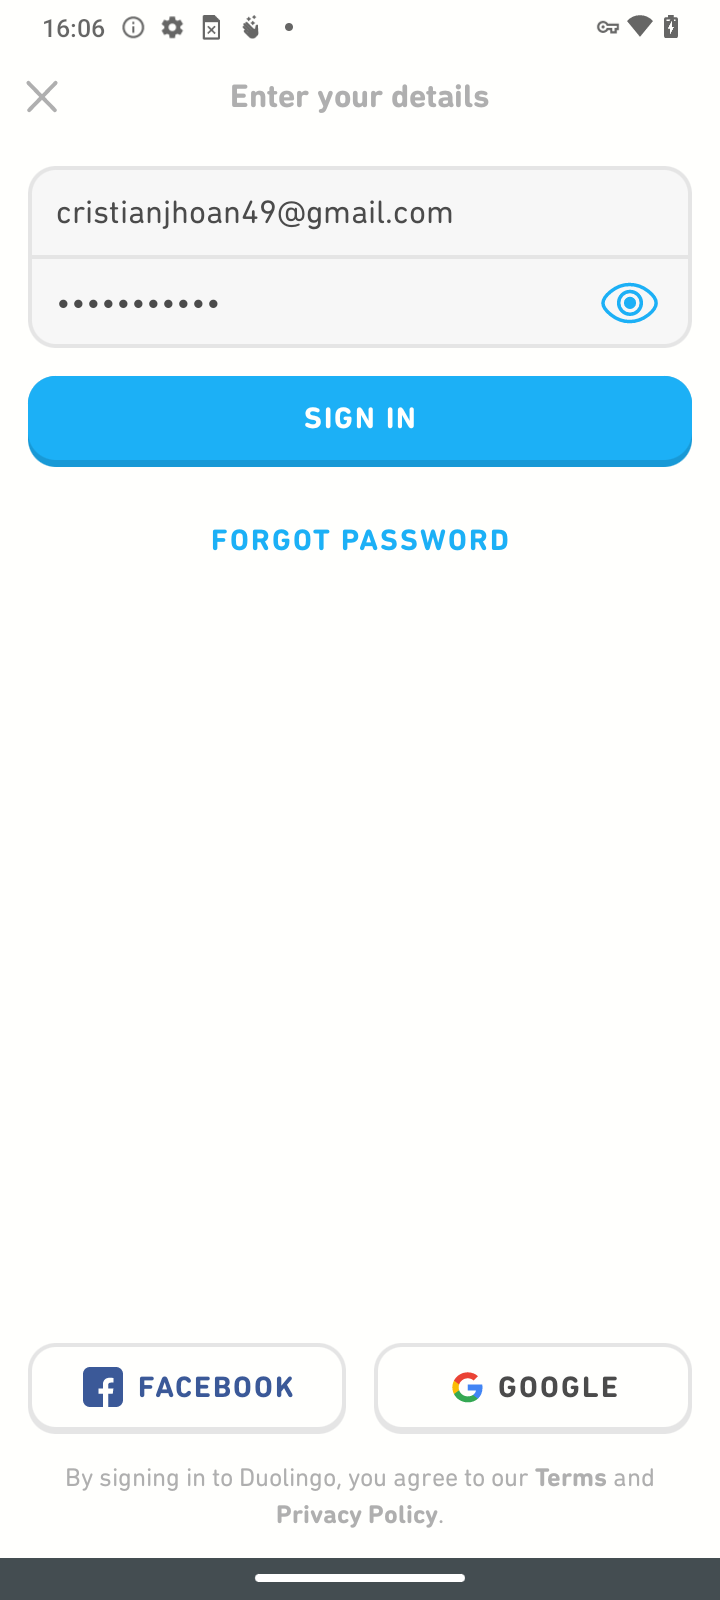 16:06
Enter your details
cristianjhoan49@gmail.com
•••••••••••
SIGN IN
FORGOT PASSWORD
FACEBOOK
GOOGLE
By signing in to Duolingo, you agree to our Terms and
Privacy Policy.